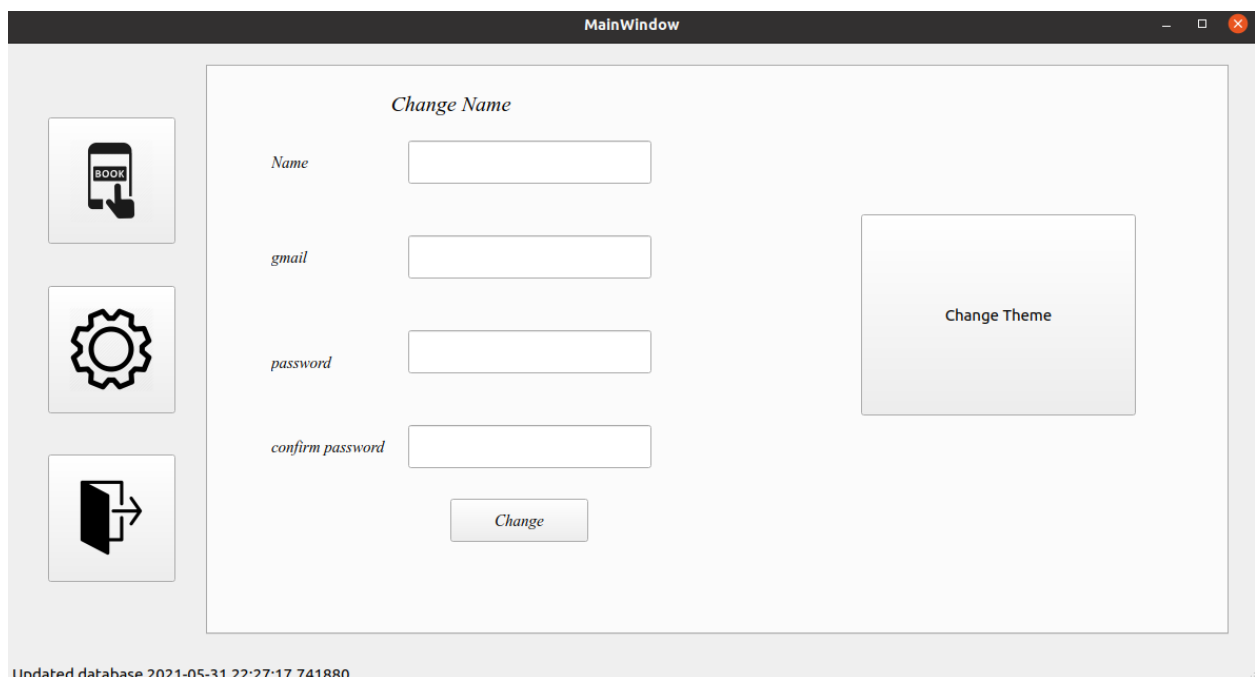 MainWindow
Change Name
BOOK
Name
gmail
Change Theme
password
confirm password
Change
Updated database 2021-05-31 22:27:17.741880